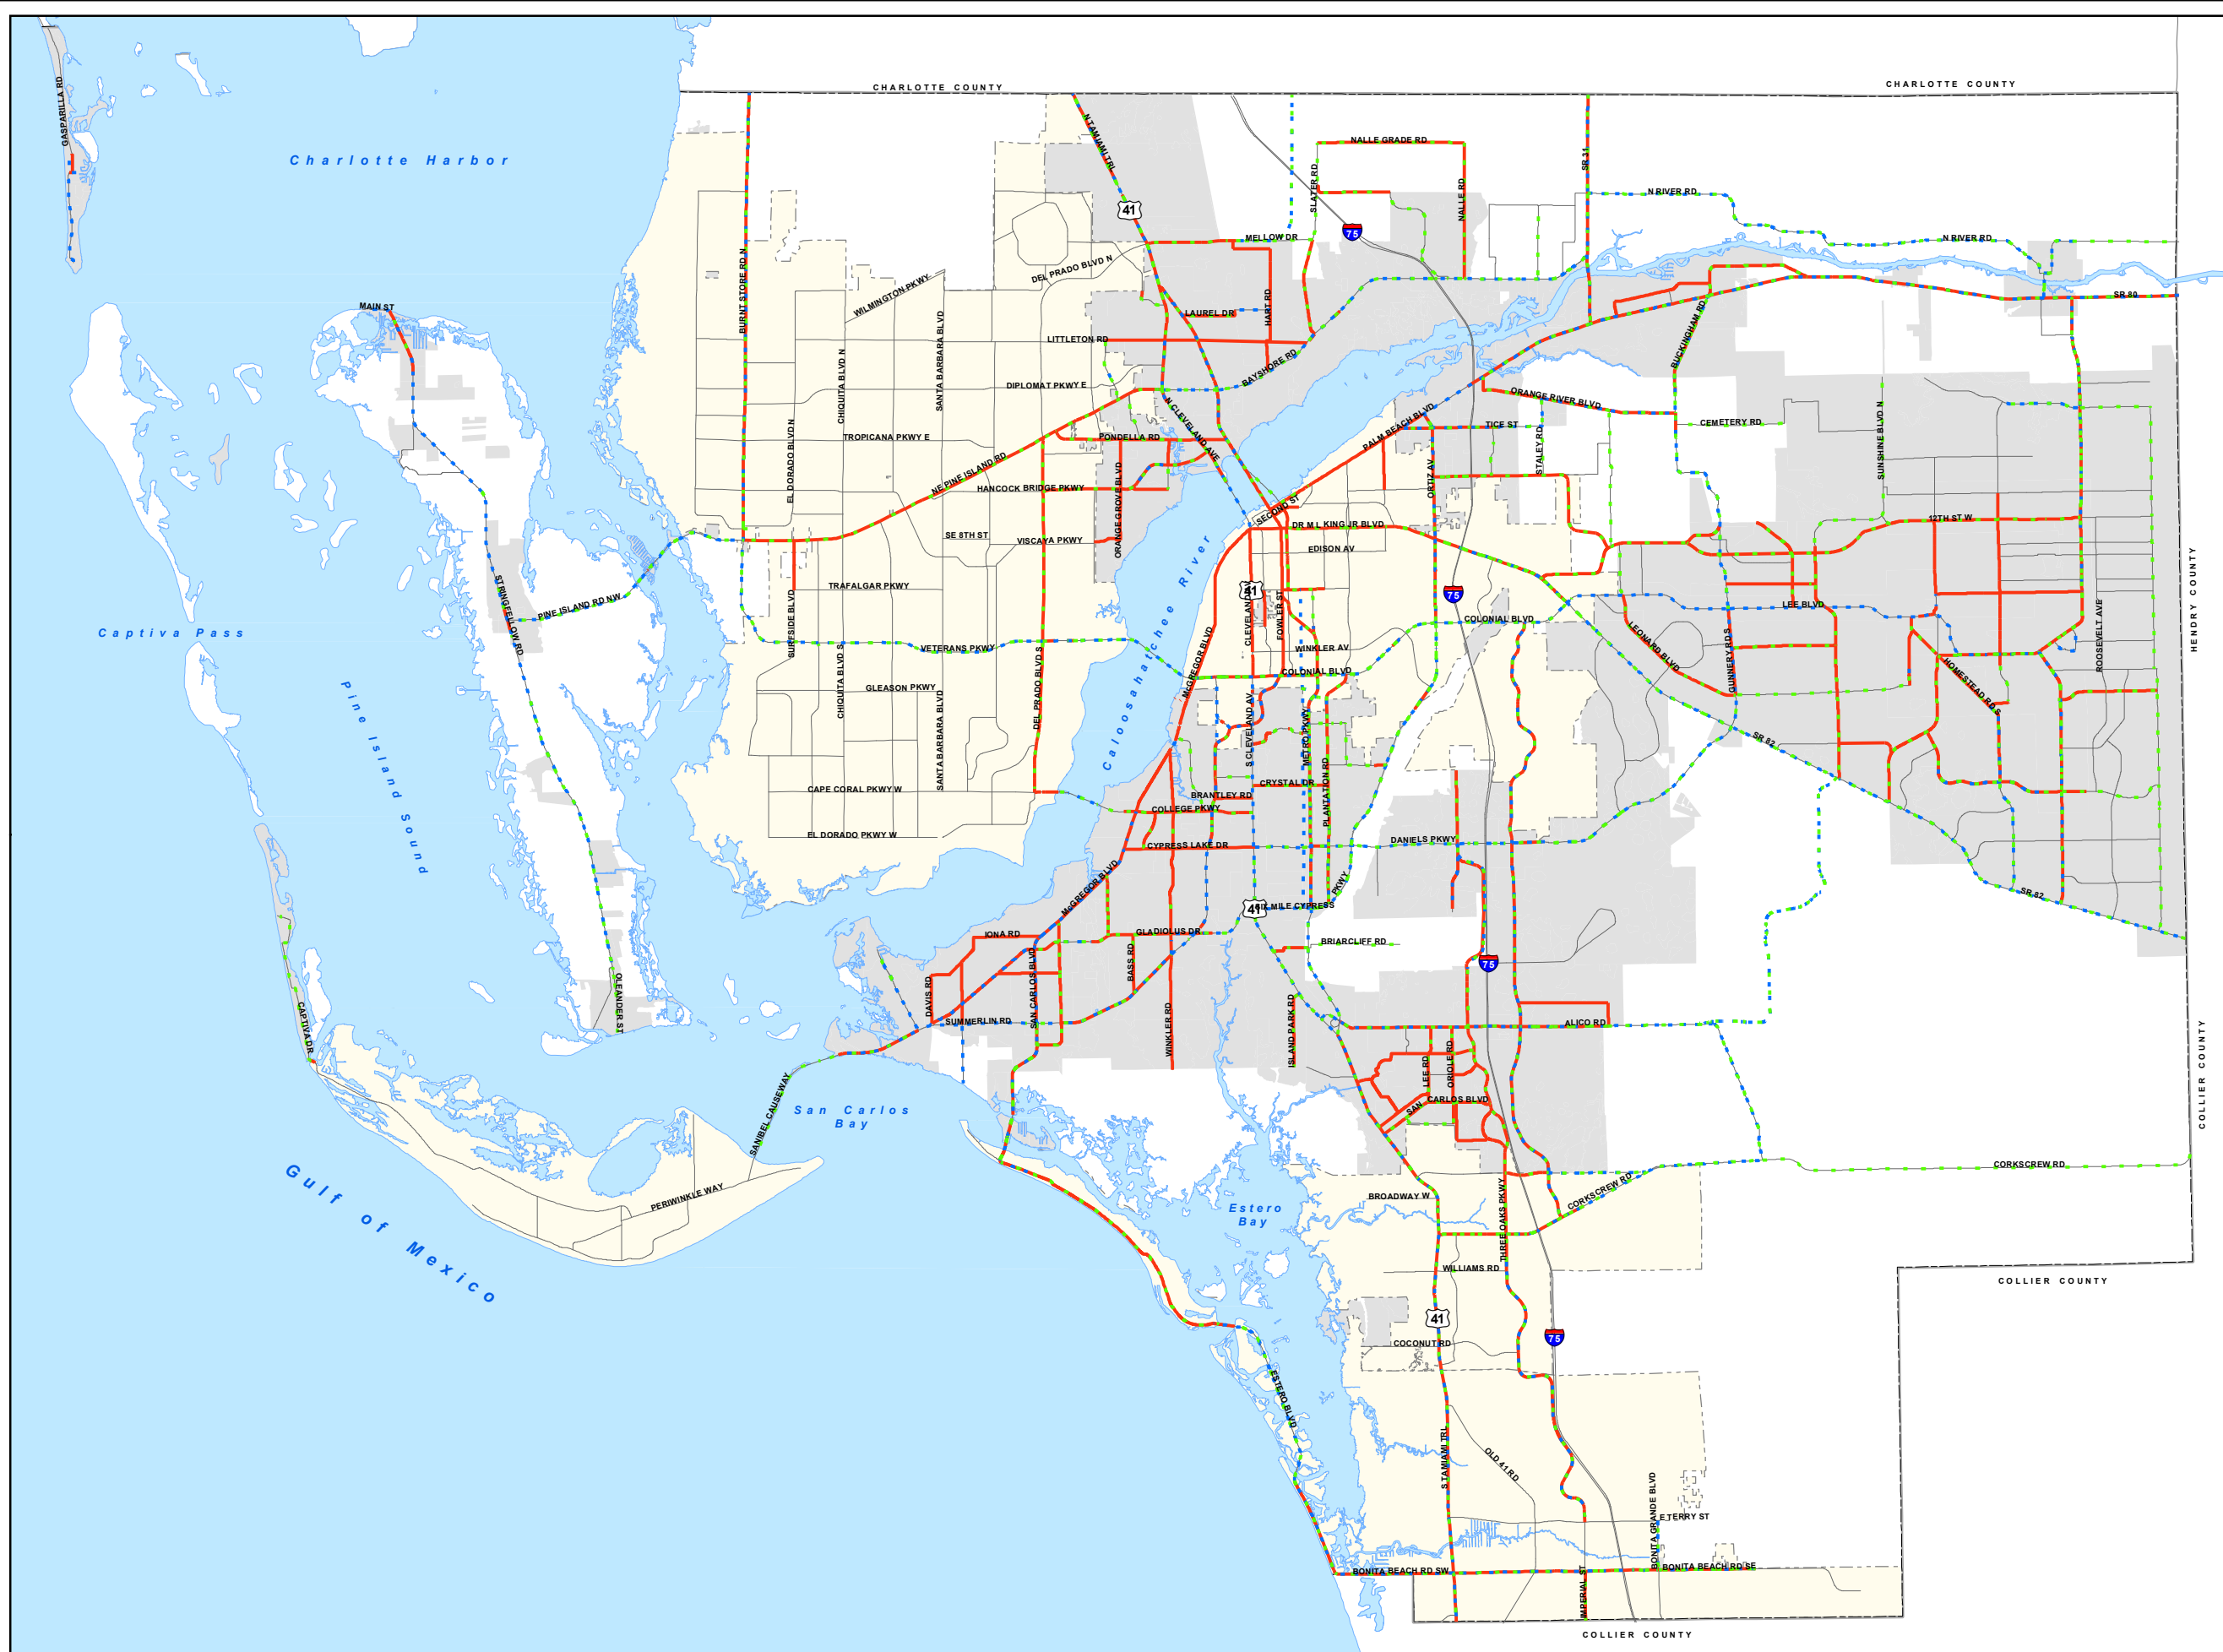 CHARLOTTE COUNTY
CHARLOTTE COUNTY
GASPARILLA RD
Charlotte Harbor
N TAMIAMI TRL
NALLE GRADE RD
SR 31
SLATER RD
NALLE RD
N RIVER RD
41
75
MELLOW DR
N RIVER RD
DEL PRADO BLVD N
BURNT STORE RD N
WILMINGTON PKWY
SR 80
MAIN ST
LAUREL DR
HART RD
LITTLETON RD
BUCKINGHAM RD
SANTA BARBARA BLVD
CHIQUITA BLVD N
BAYSHORE RD
DIPLOMAT PKWY E
ORANGE RIVER BLVD
N CLEVELAND AVE
PALM BEACH BLVD
CEMETERY RD
TICE ST
SUNSHINE BLVD N
EL DORADO BLVD N
TROPICANA PKWY E
PONDELLA RD
STALEY RD
NE PINE ISLAND RD
ORTIZ AV
HANCOCK BRIDGE PKWY
ORANGE GROVE BLVD
SECOND ST
12TH ST W
DR M L KING JR BLVD
SE 8TH ST
VISCAYA PKWY
EDISON AV
HENRY COUNTY
TRAFALGAR PKWY
41
75
STRINGFELLOW RD
PINE ISLAND RD NW
Caloosahatchee River
CLEVELAND AV
FOWLER ST
LEE BLVD
COLONIAL BLVD
Captiva Pass
SURFSIDE BLVD
VETERANS PKWY
McGREGOR BLVD
WINKLER AV
LEONARD BLVD
GUNNERY RD S
ROOSEVELT AVE
COLONIAL BLVD
HOMESTEAD RD S
CHIQUITA BLVD S
GLEASON PKWY
DEL PRADO BLVD S
SANTA BARBARA BLVD
Pine Island Sound
S CLEVELAND AV
METRO PKWY
SR 82
CRYSTAL DR
CAPE CORAL PKWY W
BRANTLEY RD
PLANTATION RD
COLLEGE PKWY
EL DORADO PKWY W
DANIELS PKWY
CYPRESS LAKE DR
McGREGOR BLVD
SR 82
41
SIX MILE CYPRESS
PKWY
IONA RD
GLADIOLUS DR
BRIARCLIFF RD
75
BASS RD
SAN CARLOS BLVD
DAVIS RD
OLEANDER ST
CAPTIVA DR
SUMMERLIN RD
WINKLER RD
ISLAND PARK RD
ALICO RD
COLLIER COUNTY
LEE RD
ORIOLE RD
SANIBEL CAUSEWAY
San Carlos
Bay
SAN
CARLOS BLVD
Gulf of Mexico
PERIWINKLE WAY
CORKSCREW RD
BROADWAY W
CORKSCREW RD
Estero
Bay
THREE OAKS PKWY
WILLIAMS RD
COLLIER COUNTY
41
75
COCONUT RD
ESTERO BLVD
S TAMIAMI TRL
OLD 41 RD
BONITA GRANDE BLVD
E TERRY ST
BONITA BEACH RD SW
BONITA BEACH RD SE
IMPERIAL ST
COLLIER COUNTY